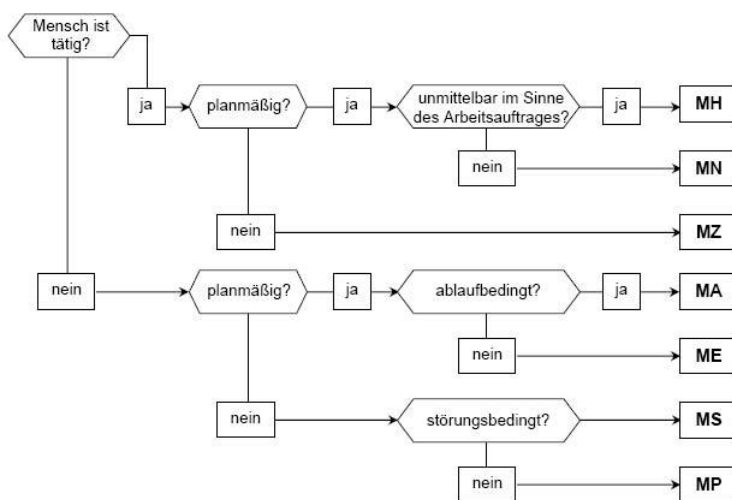 Mensch ist
tätig?
ja
planmäßig?
ja
unmittelbar im Sinne
des Arbeitsauftrages?
ja
MH
nein
MN
nein
MZ
nein
planmäßig?
ja
ablaufbedingt?
ja
MA
nein
ME
nein
störungsbedingt?
MS
nein
MP